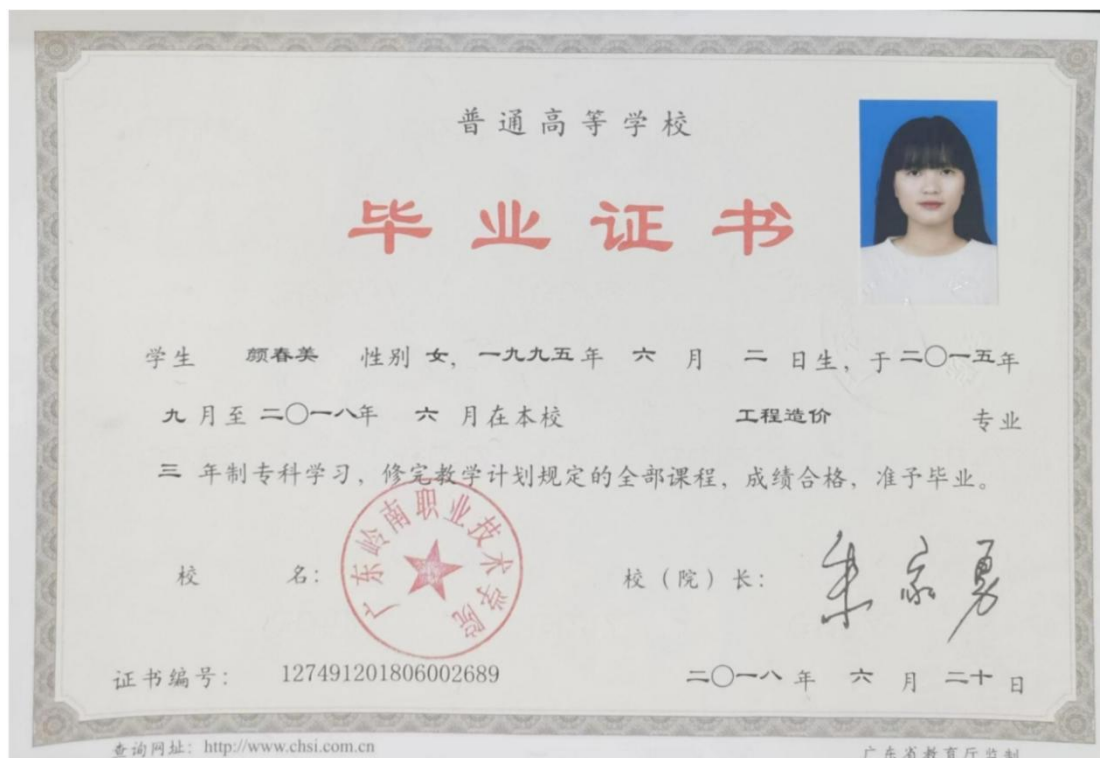 普通高等学校
毕业证书
学生 颜春美 性别 女，一九九五年 六 月 二 日生，于二〇一五年
九 月至二〇一八年 六 月在本校 工程造价 专业
三 年制专科学习，修完教学计划规定的全部课程，成绩合格，准予毕业。
广东岭南职业技术学院
校 名： 校（院）长： 朱家勇
证书编号： 127491201806002689 二〇一八年 六 月 二十 日
查询网址：http://www.chsi.com.cn 广东省教育厅监制